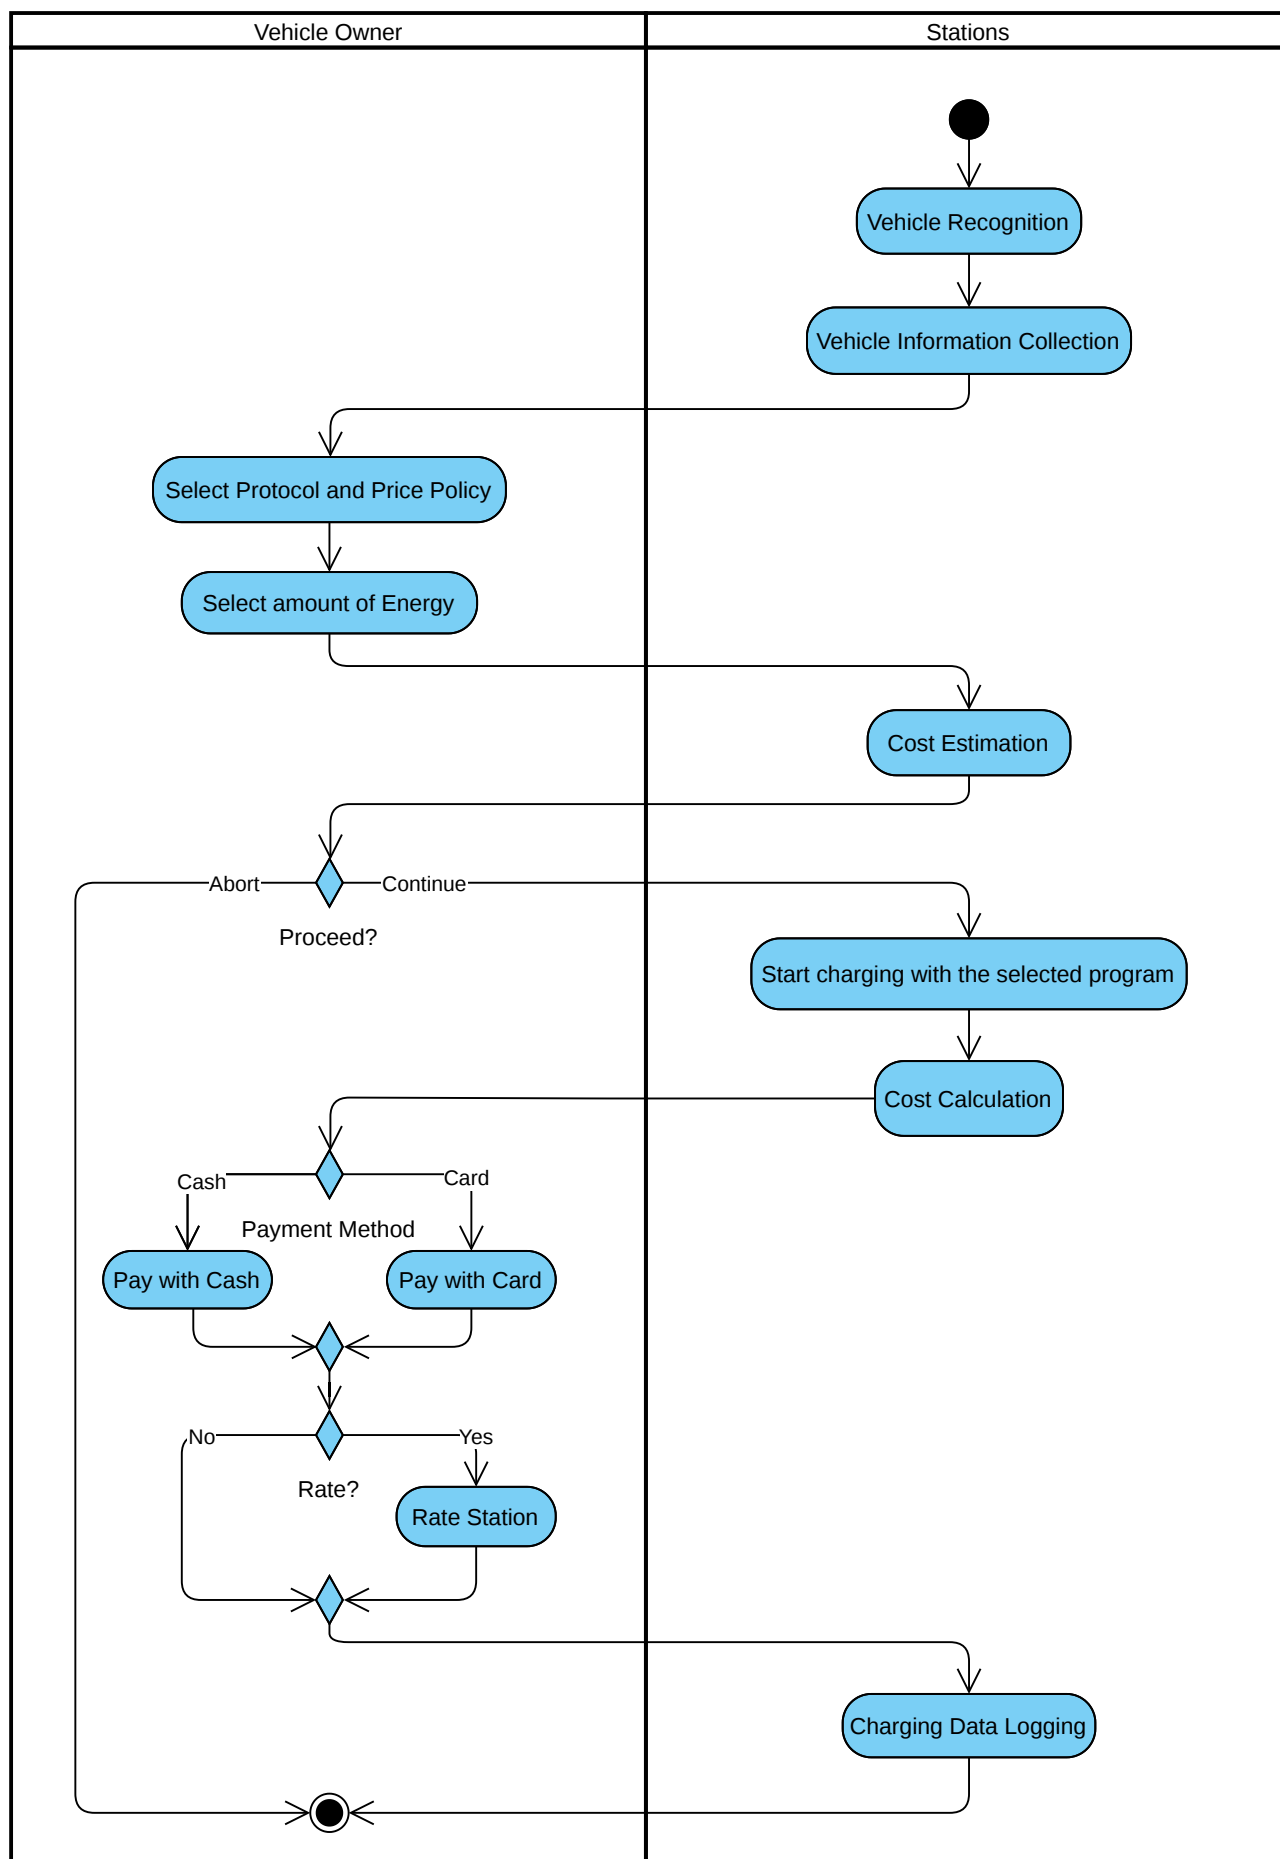 Vehicle Owner
Stations
Vehicle Recognition
Vehicle Information Collection
Select Protocol and Price Policy
Select amount of Energy
Cost Estimation
Abort
Continue
Proceed?
Start charging with the selected program
Cost Calculation
Cash
Card
Payment Method
Pay with Cash
Pay with Card
No
Yes
Rate?
Rate Station
Charging Data Logging